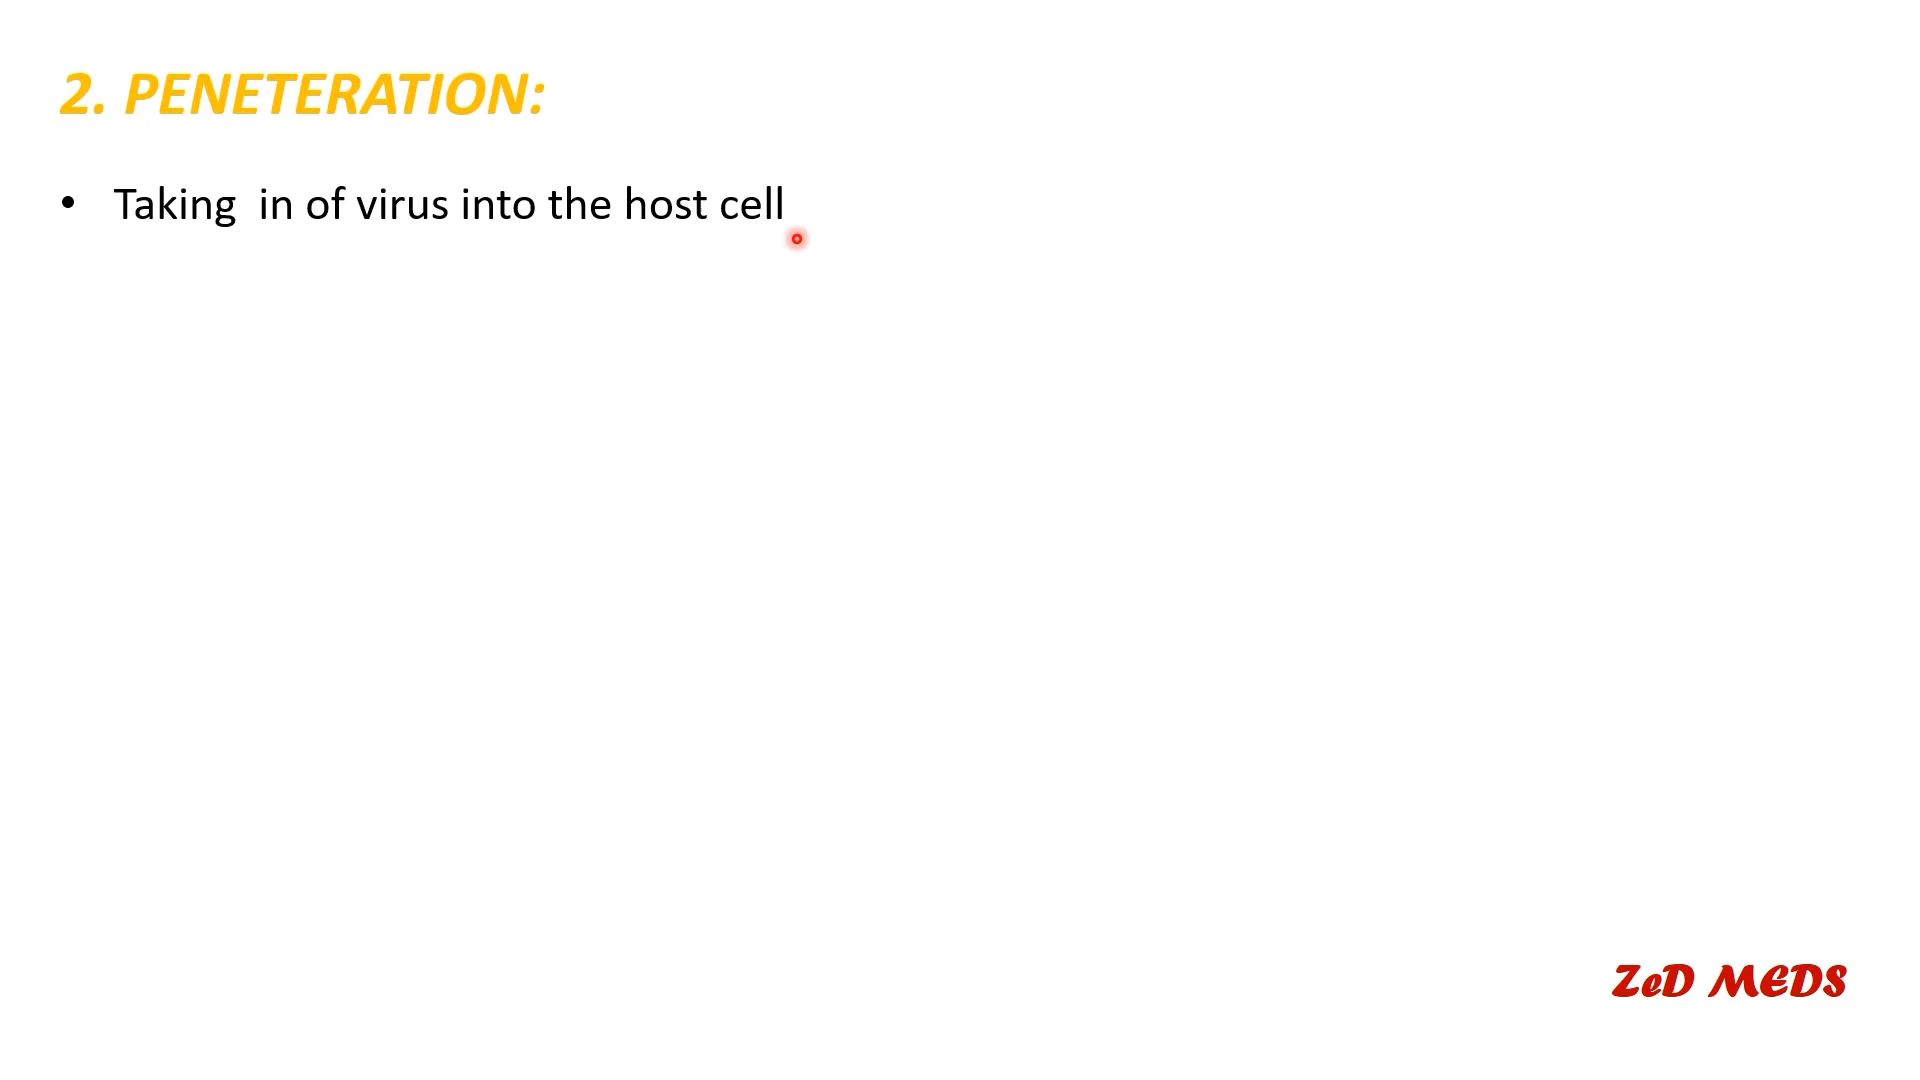 2. PENETERATION:
• Taking  in of virus into the host cell
ZeD MEDS